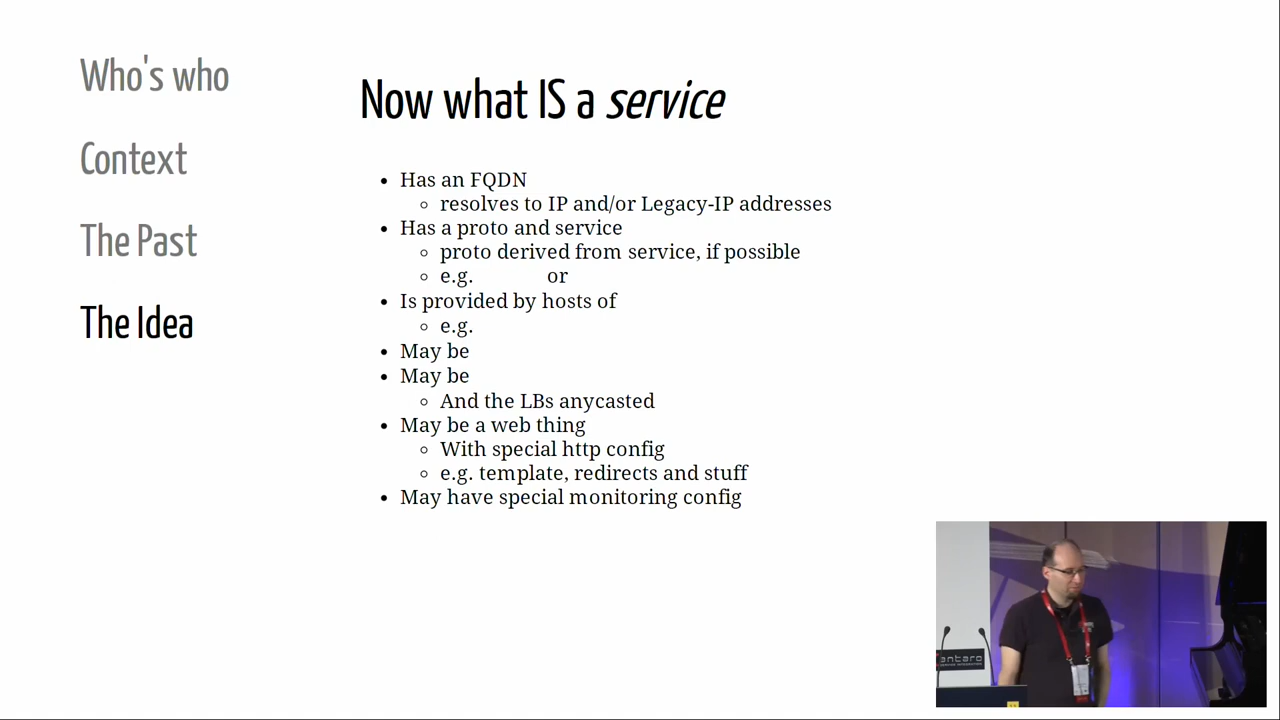 Who's who
Context
The Past
The Idea
Now what IS a service
• Has an FQDN
◦ resolves to IP and/or Legacy-IP addresses
• Has a proto and service
◦ proto derived from service, if possible
◦ e.g. or
• Is provided by hosts of
◦ e.g.
• May be
• May be
◦ And the LBs anycasted
• May be a web thing
◦ With special http config
◦ e.g. template, redirects and stuff
• May have special monitoring config
antaro